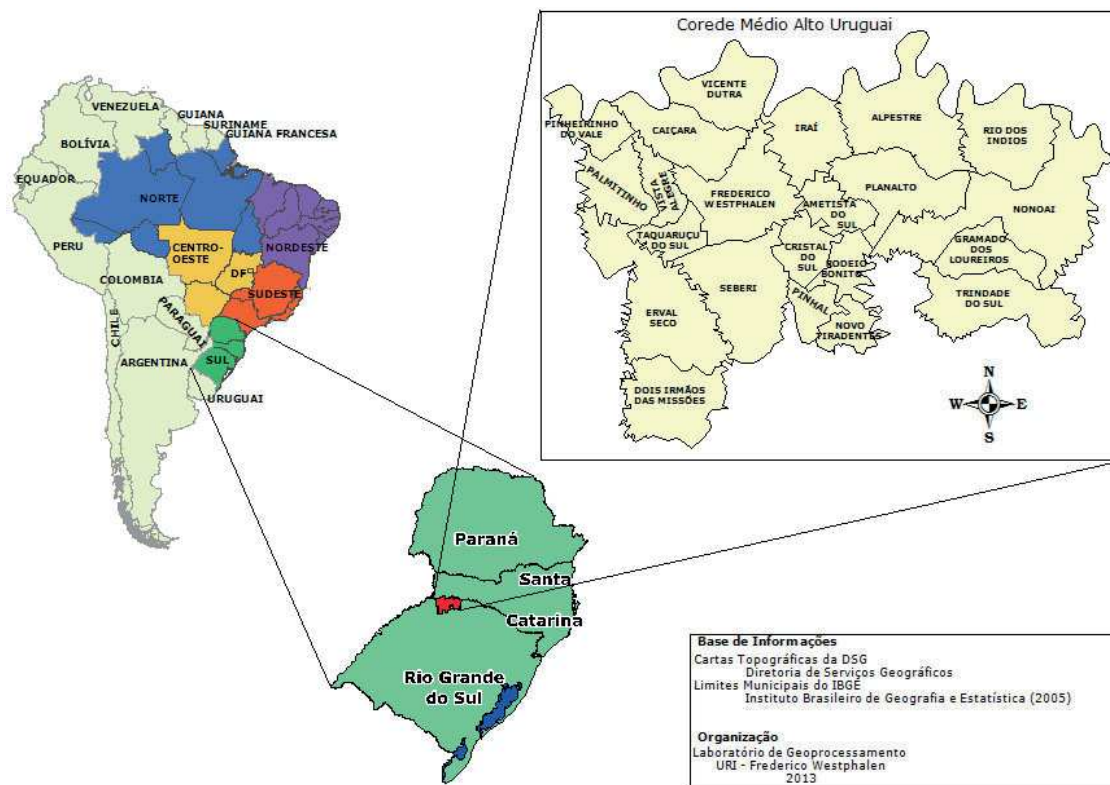 Corede Médio Alto Uruguai
VENEZUELA
GUIANA
SURINAME
GUIANA FRANCESA
BOLÍVIA
EQUADOR
NORTE
PERU
CENTRO-
OESTE
NORDESTE
DF
COLOMBIA
SUDESTE
PARAGUAI
CHILE
ARGENTINA
SUL
URUGUAI
VICENTE
DUTRA
PINHEIRINHO
DO VALE
CAIÇARA
IRAÍ
ALPESTRE
RIO DOS
INDIOS
PALMITINHO
VISTA
ALEGRE
FREDERICO
WESTPHALEN
PLANALTO
AMETISTA
DO SUL
NONOAI
TAQUARUÇU
DO SUL
CRISTAL
DO
SUL
RODEIO
BONITO
GRAMADO
DOS
LOUREIROS
SEBERI
PINHAL
TRINDADE
DO SUL
ERVAL
SECO
NOVO
TIRADENTES
DOIS IRMÃOS
DAS MISSÕES
N
W
E
S
Paraná
Santa
Catarina
Rio Grande
do Sul
Base de Informações
Cartas Topográficas da DSG
Diretoria de Serviços Geográficos
Limites Municipais do IBGE
Instituto Brasileiro de Geografia e Estatística (2005)
Organização
Laboratório de Geoprocessamento
URI - Frederico Westphalen
2013